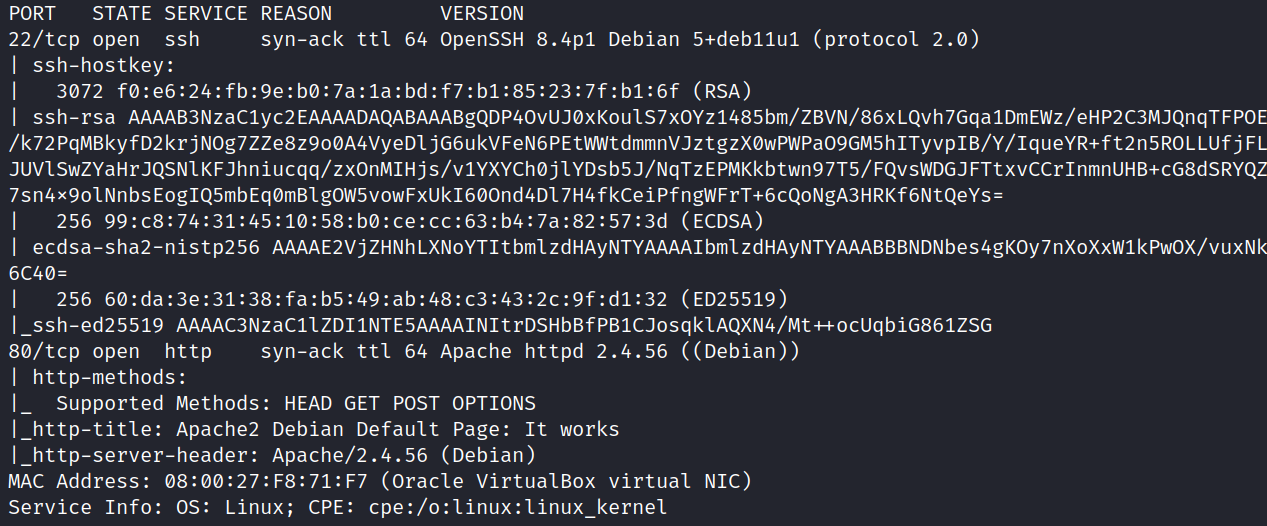 PORT   STATE SERVICE REASON         VERSION
22/tcp open  ssh     syn-ack ttl 64 OpenSSH 8.4p1 Debian 5+deb11u1 (protocol 2.0)
| ssh-hostkey:
|   3072 f0:e6:24:fb:9e:b0:7a:1a:bd:f7:b1:85:23:7f:b1:6f (RSA)
| ssh-rsa AAAAB3NzaC1yc2EAAAADAQABAAABgQDP4OvUJ0xKoulS7xOYz1485bm/ZBVN/86xLQvh7Gqa1DmEWz/eHP2C3MJQnqTFPOE
/k72PqMBkyfD2krjNOg7ZZe8z9o0A4VyeDljG6ukVFeN6PEtWWtdmmnVJztgzX0wPWPaO9GM5hITyvpIB/Y/IqueYR+ft2n5ROLLUfjFL
JUVlSwZYaHrJQSNlKFJhniucqq/zxOnMIHjs/v1YXYCh0jlYDsb5J/NqTzEPMKkbtwn97T5/FQvsWDGJFTtxvCCrInmnUHB+cG8dSRYQZ
7sn4×9olNnbsEogIQ5mbEq0mBlgOW5vowFxUkI60Ond4Dl7H4fkCeiPfngWFrT+6cQoNgA3HRKf6NtQeYs=
|   256 99:c8:74:31:45:10:58:b0:ce:cc:63:b4:7a:82:57:3d (ECDSA)
| ecdsa-sha2-nistp256 AAAAE2VjZHNhLXNoYTItbmlzdHAyNTYAAAAIbmlzdHAyNTYAAABBBNDNbes4gKOy7nXoXxW1kPwOX/vuxNk
6C40=
|   256 60:da:3e:31:38:fa:b5:49:ab:48:c3:43:2c:9f:d1:32 (ED25519)
|_ssh-ed25519 AAAAC3NzaC1lZDI1NTE5AAAAINItrDSHbBfPB1CJosqklAQXN4/Mt++ocUqbiG861ZSG
80/tcp open  http    syn-ack ttl 64 Apache httpd 2.4.56 ((Debian))
| http-methods:
|_  Supported Methods: HEAD GET POST OPTIONS
|_http-title: Apache2 Debian Default Page: It works
|_http-server-header: Apache/2.4.56 (Debian)
MAC Address: 08:00:27:F8:71:F7 (Oracle VirtualBox virtual NIC)
Service Info: OS: Linux; CPE: cpe:/o:linux:linux_kernel